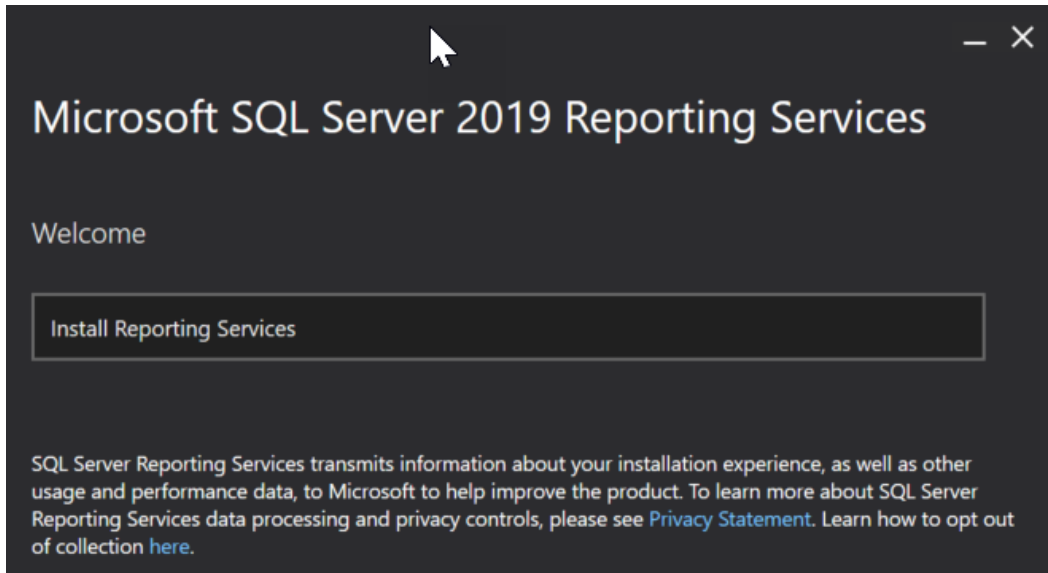 Microsoft SQL Server 2019 Reporting Services
Welcome
Install Reporting Services
SQL Server Reporting Services transmits information about your installation experience, as well as other
usage and performance data, to Microsoft to help improve the product. To learn more about SQL Server
Reporting Services data processing and privacy controls, please see Privacy Statement. Learn how to opt out
of collection here.